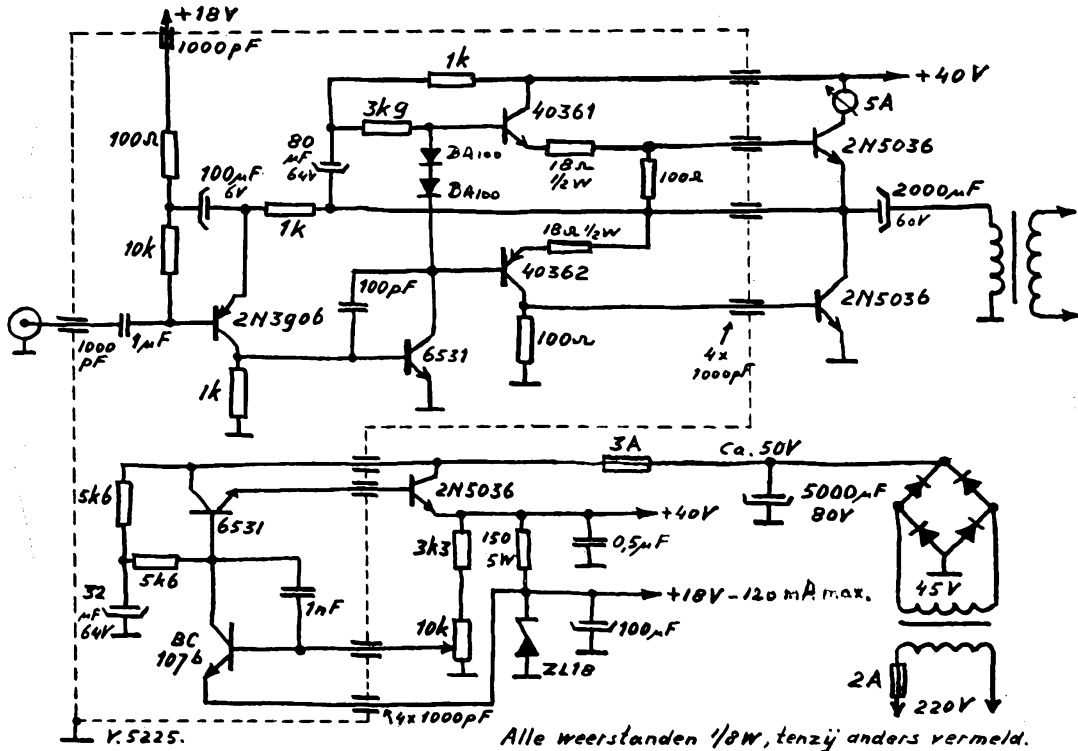 +18V
1000pF
1k
+40V
3k9
40361
5A
100Ω
80
µF
64V
BA100
18Ω
½W
2N5036
100µF
6V
BA100
100Ω
2000µF
60V
1k
10k
18Ω ½W
40362
100pF
2N5036
2N3906
1000
pF
1µF
6531
100Ω
4x
1000pF
1k
3A
Ca. 50V
5k6
2N5036
5000µF
80V
6531
+40V
3k3
150
5W
0,5µF
5k6
45V
32
µF
64V
1nF
+18V - 120 mA max.
10k
100µF
BC
107b
ZL18
2A
220V
4x1000pF
V.5225.
Alle weerstanden 1/8W, tenzij anders vermeld.